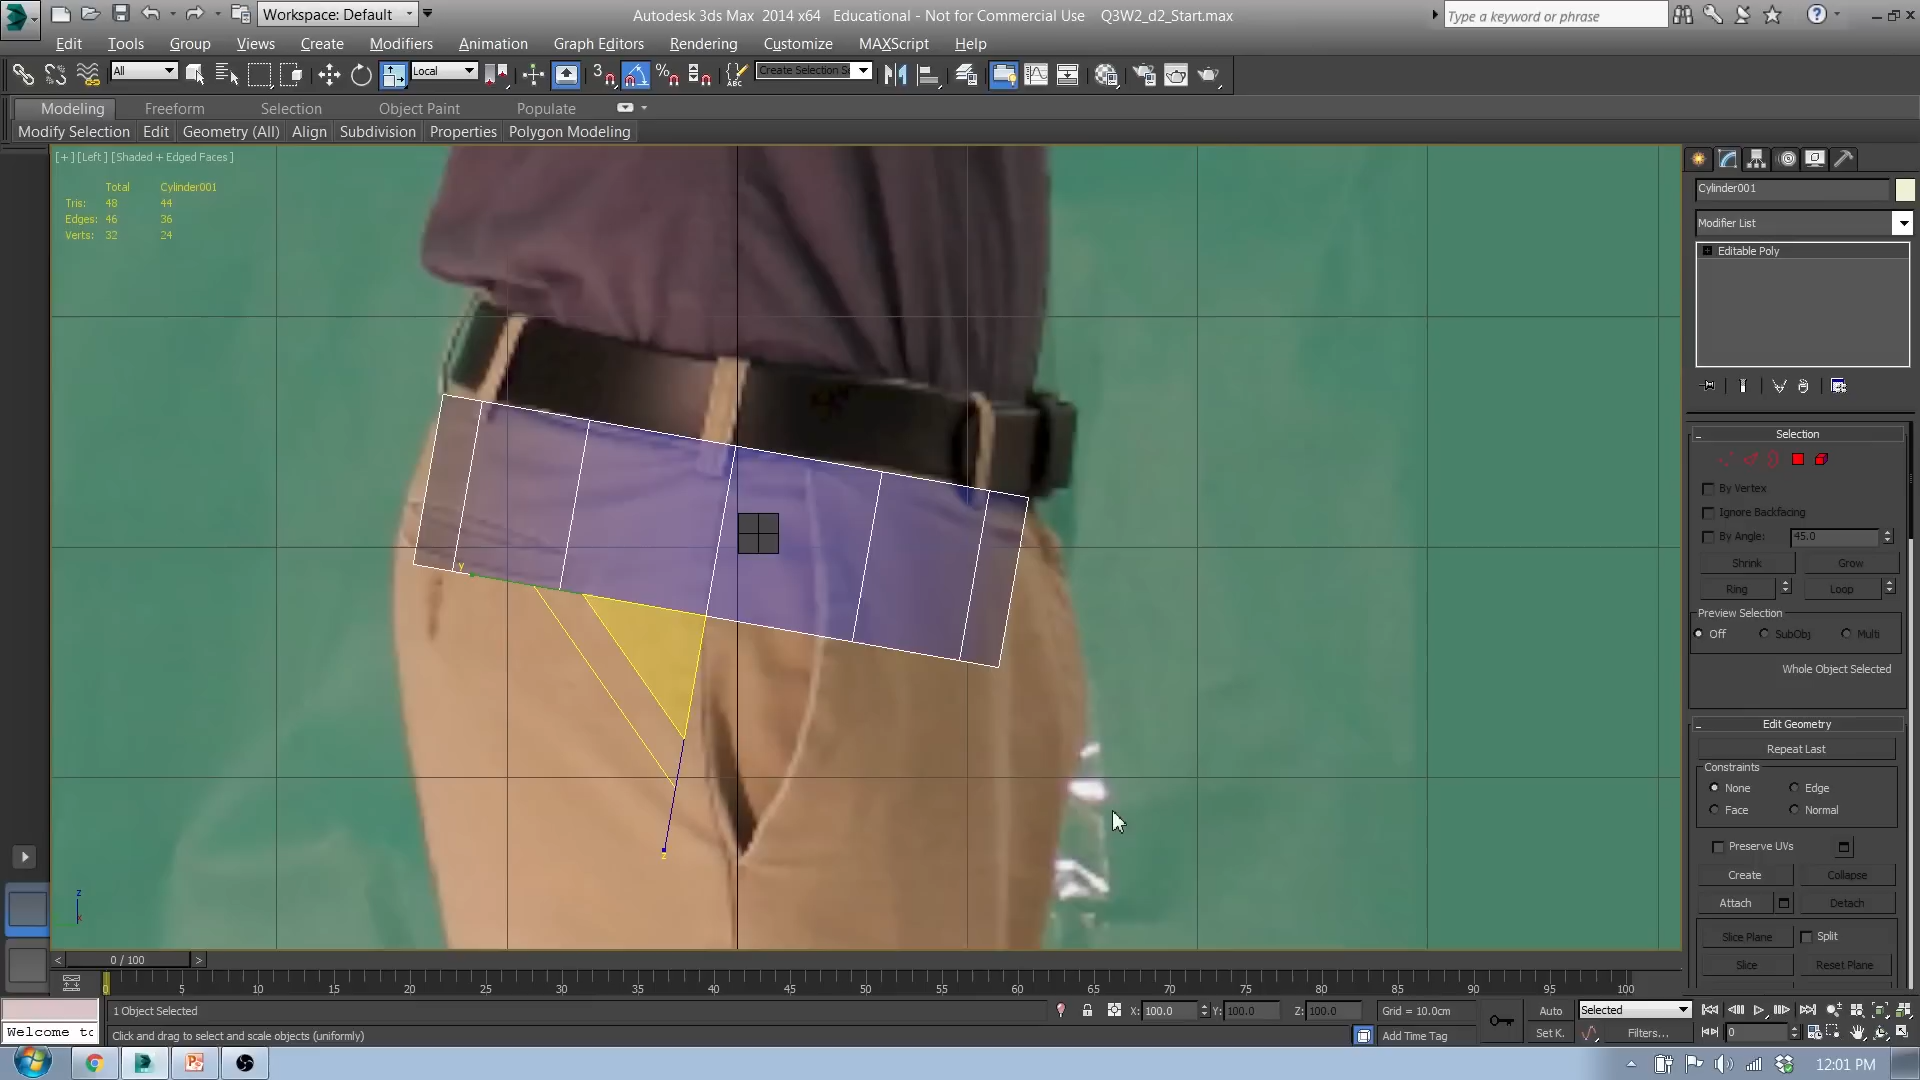 Workspace: Default
Autodesk 3ds Max 2014 x64 Educational - Not for Commercial Use Q3W2_d2_Start.max
Type a keyword or phrase
Edit Tools Group Views Create Modifiers Animation Graph Editors Rendering Customize MAXScript Help
All Local 3 % ABC Create Selection Se
Modeling Freeform Selection Object Paint Populate
Modify Selection Edit Geometry (All) Align Subdivision Properties Polygon Modeling
[+] [Left] [Shaded + Edged Faces ]
Total Cylinder001
Tris: 48 44
Edges: 46 36
Verts: 32 24
y
z
z
x
Cylinder001
Modifier List
Editable Poly
- Selection
By Vertex
Ignore Backfacing
By Angle: 45.0
Shrink Grow
Ring Loop
Preview Selection
Off SubObj Multi
Whole Object Selected
- Edit Geometry
Repeat Last
Constraints
None Edge
Face Normal
Preserve UVs
Create Collapse
Attach Detach
Slice Plane Split
Slice Reset Plane
< 0 / 100 >
0 5 10 15 20 25 30 35 40 45 50 55 60 65 70 75 80 85 90 95 100
1 Object Selected X: 100.0 Y: 100.0 Z: 100.0 Grid = 10.0cm Auto Selected
Welcome to Click and drag to select and scale objects (uniformly) Add Time Tag Set K. Filters... 0
12:01 PM